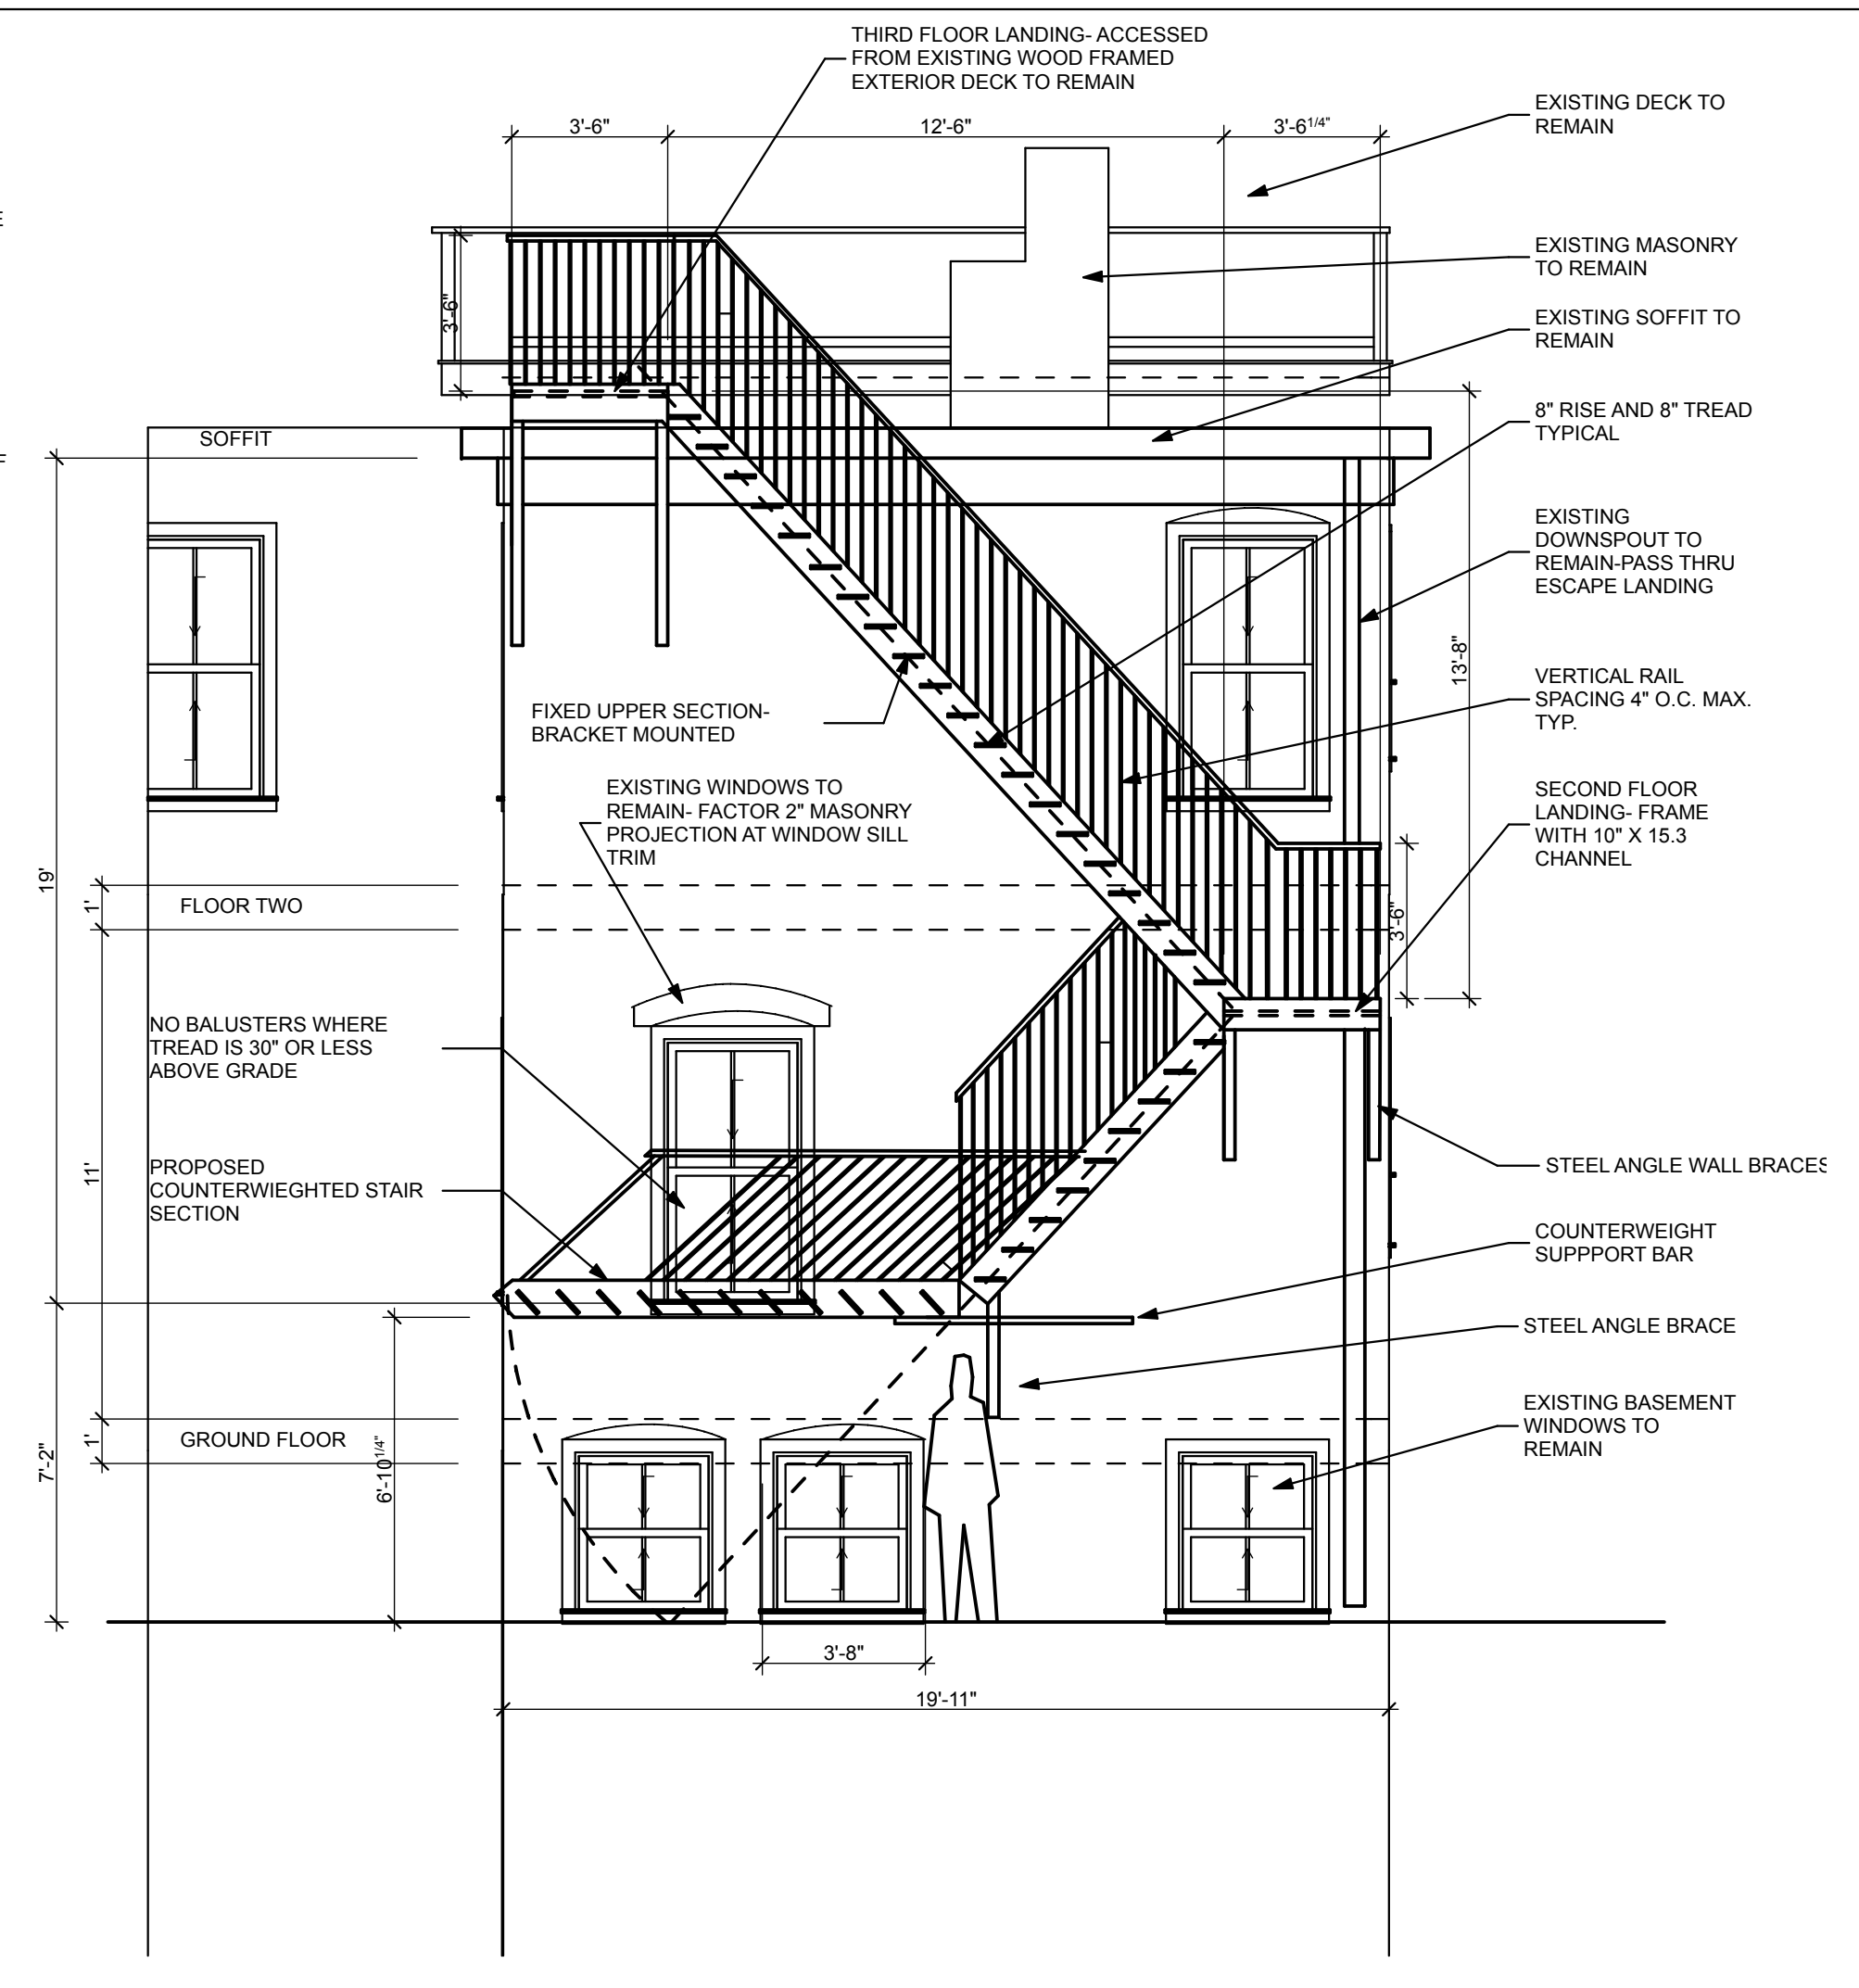 THIRD FLOOR LANDING- ACCESSED
FROM EXISTING WOOD FRAMED
EXTERIOR DECK TO REMAIN
3'-6"
12'-6"
3'-6 1/4"
EXISTING DECK TO
REMAIN
E
EXISTING MASONRY
TO REMAIN
3'-6"
EXISTING SOFFIT TO
REMAIN
8" RISE AND 8" TREAD
TYPICAL
SOFFIT
F
EXISTING
DOWNSPOUT TO
REMAIN-PASS THRU
ESCAPE LANDING
13'-8"
VERTICAL RAIL
SPACING 4" O.C. MAX.
TYP.
FIXED UPPER SECTION-
BRACKET MOUNTED
EXISTING WINDOWS TO
REMAIN- FACTOR 2" MASONRY
PROJECTION AT WINDOW SILL
TRIM
SECOND FLOOR
LANDING- FRAME
WITH 10" X 15.3
CHANNEL
19'
1'
FLOOR TWO
3'-6"
NO BALUSTERS WHERE
TREAD IS 30" OR LESS
ABOVE GRADE
11'
PROPOSED
COUNTERWIEGHTED STAIR
SECTION
STEEL ANGLE WALL BRACES
COUNTERWEIGHT
SUPPPORT BAR
STEEL ANGLE BRACE
EXISTING BASEMENT
WINDOWS TO
REMAIN
7'-2"
1'
GROUND FLOOR
6'-10 1/4"
3'-8"
19'-11"